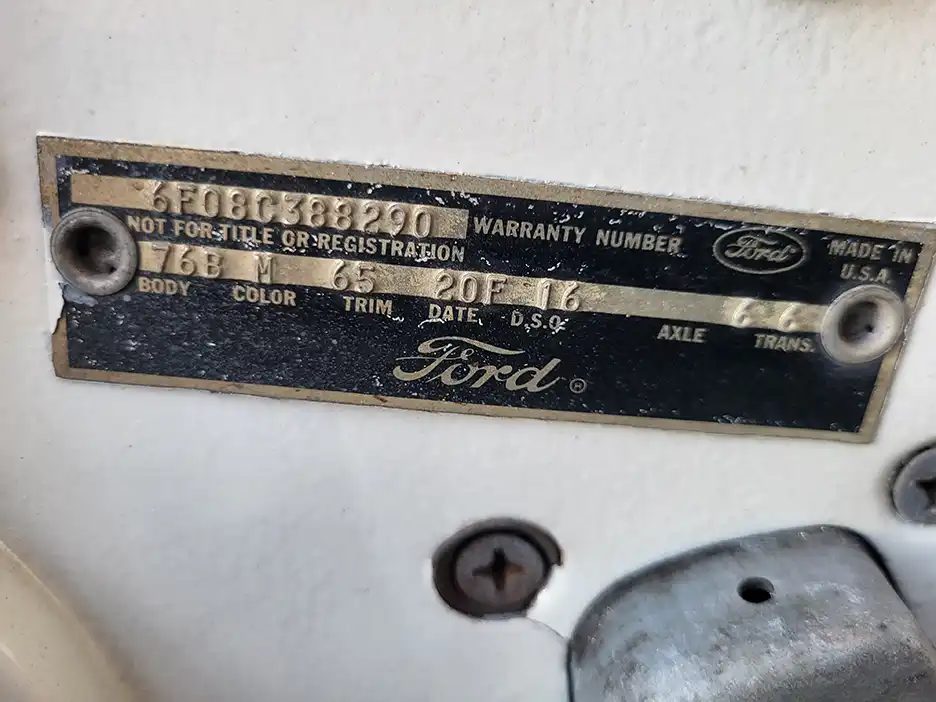 6F08C388290
WARRANTY NUMBER
Ford
MADE IN
U.S.A.
NOT FOR TITLE OR REGISTRATION
76B M 65 20F 16 6 6
BODY COLOR TRIM DATE D.S.O. AXLE TRANS.
Ford ®